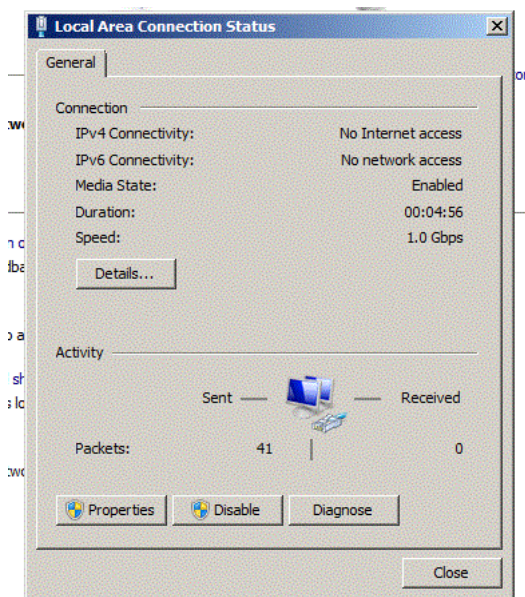 Local Area Connection Status
General
Connection
IPv4 Connectivity: No Internet access
IPv6 Connectivity: No network access
Media State: Enabled
Duration: 00:04:56
Speed: 1.0 Gbps
Details...
Activity
Sent Received
Packets: 41 0
Properties Disable Diagnose
Close